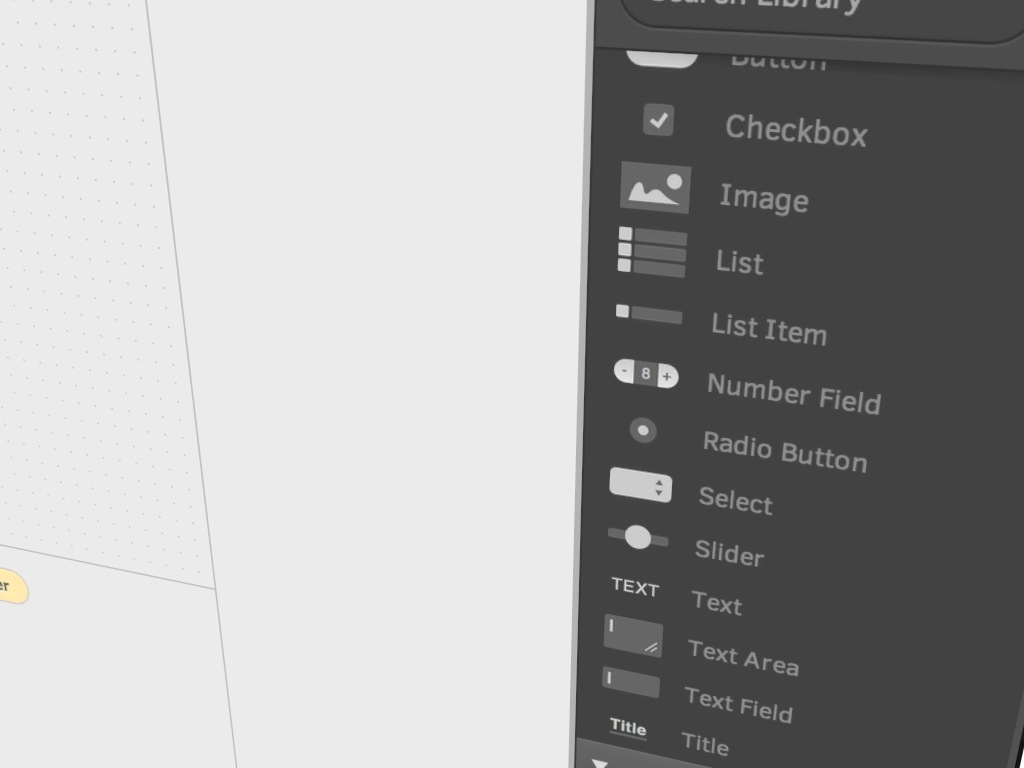 Search Library
Button
Checkbox
Image
List
List Item
- 8 +
Number Field
Radio Button
Select
Slider
TEXT
Text
Text Area
Text Field
Title
Title